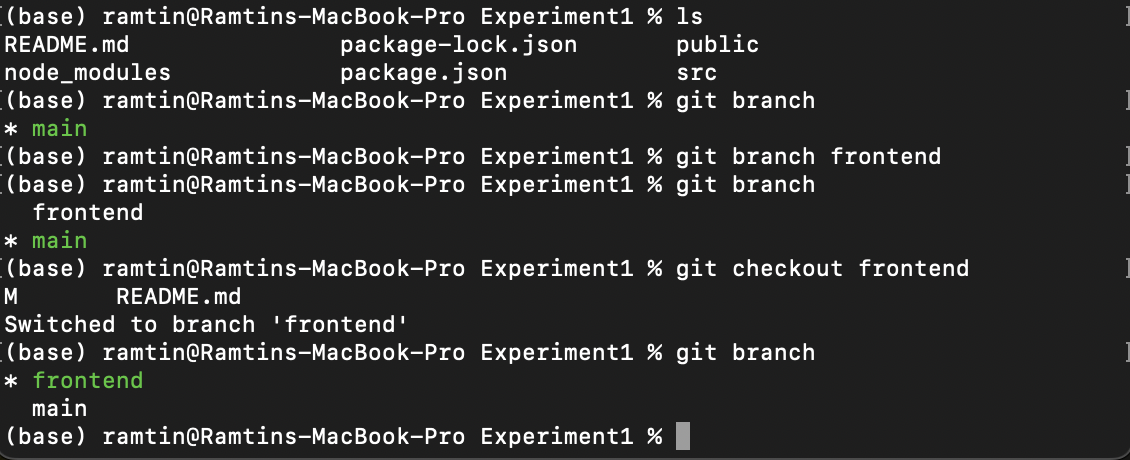 (base) ramtin@Ramtins-MacBook-Pro Experiment1 % ls
README.md package-lock.json public
node_modules package.json src
(base) ramtin@Ramtins-MacBook-Pro Experiment1 % git branch
* main
(base) ramtin@Ramtins-MacBook-Pro Experiment1 % git branch frontend
(base) ramtin@Ramtins-MacBook-Pro Experiment1 % git branch
frontend
* main
(base) ramtin@Ramtins-MacBook-Pro Experiment1 % git checkout frontend
M README.md
Switched to branch 'frontend'
(base) ramtin@Ramtins-MacBook-Pro Experiment1 % git branch
* frontend
main
(base) ramtin@Ramtins-MacBook-Pro Experiment1 %